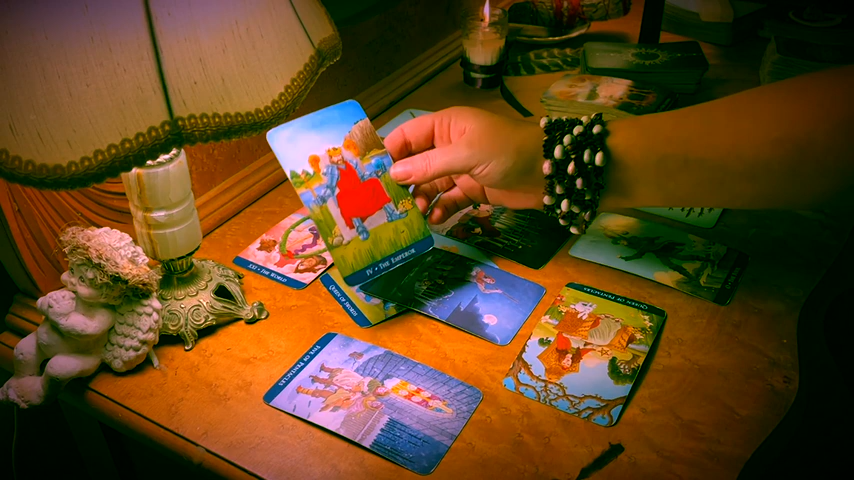 IV • THE EMPEROR
XXI • THE WORLD
QUEEN OF SWORDS
QUEEN OF PENTACLES
FIVE OF PENTACLES